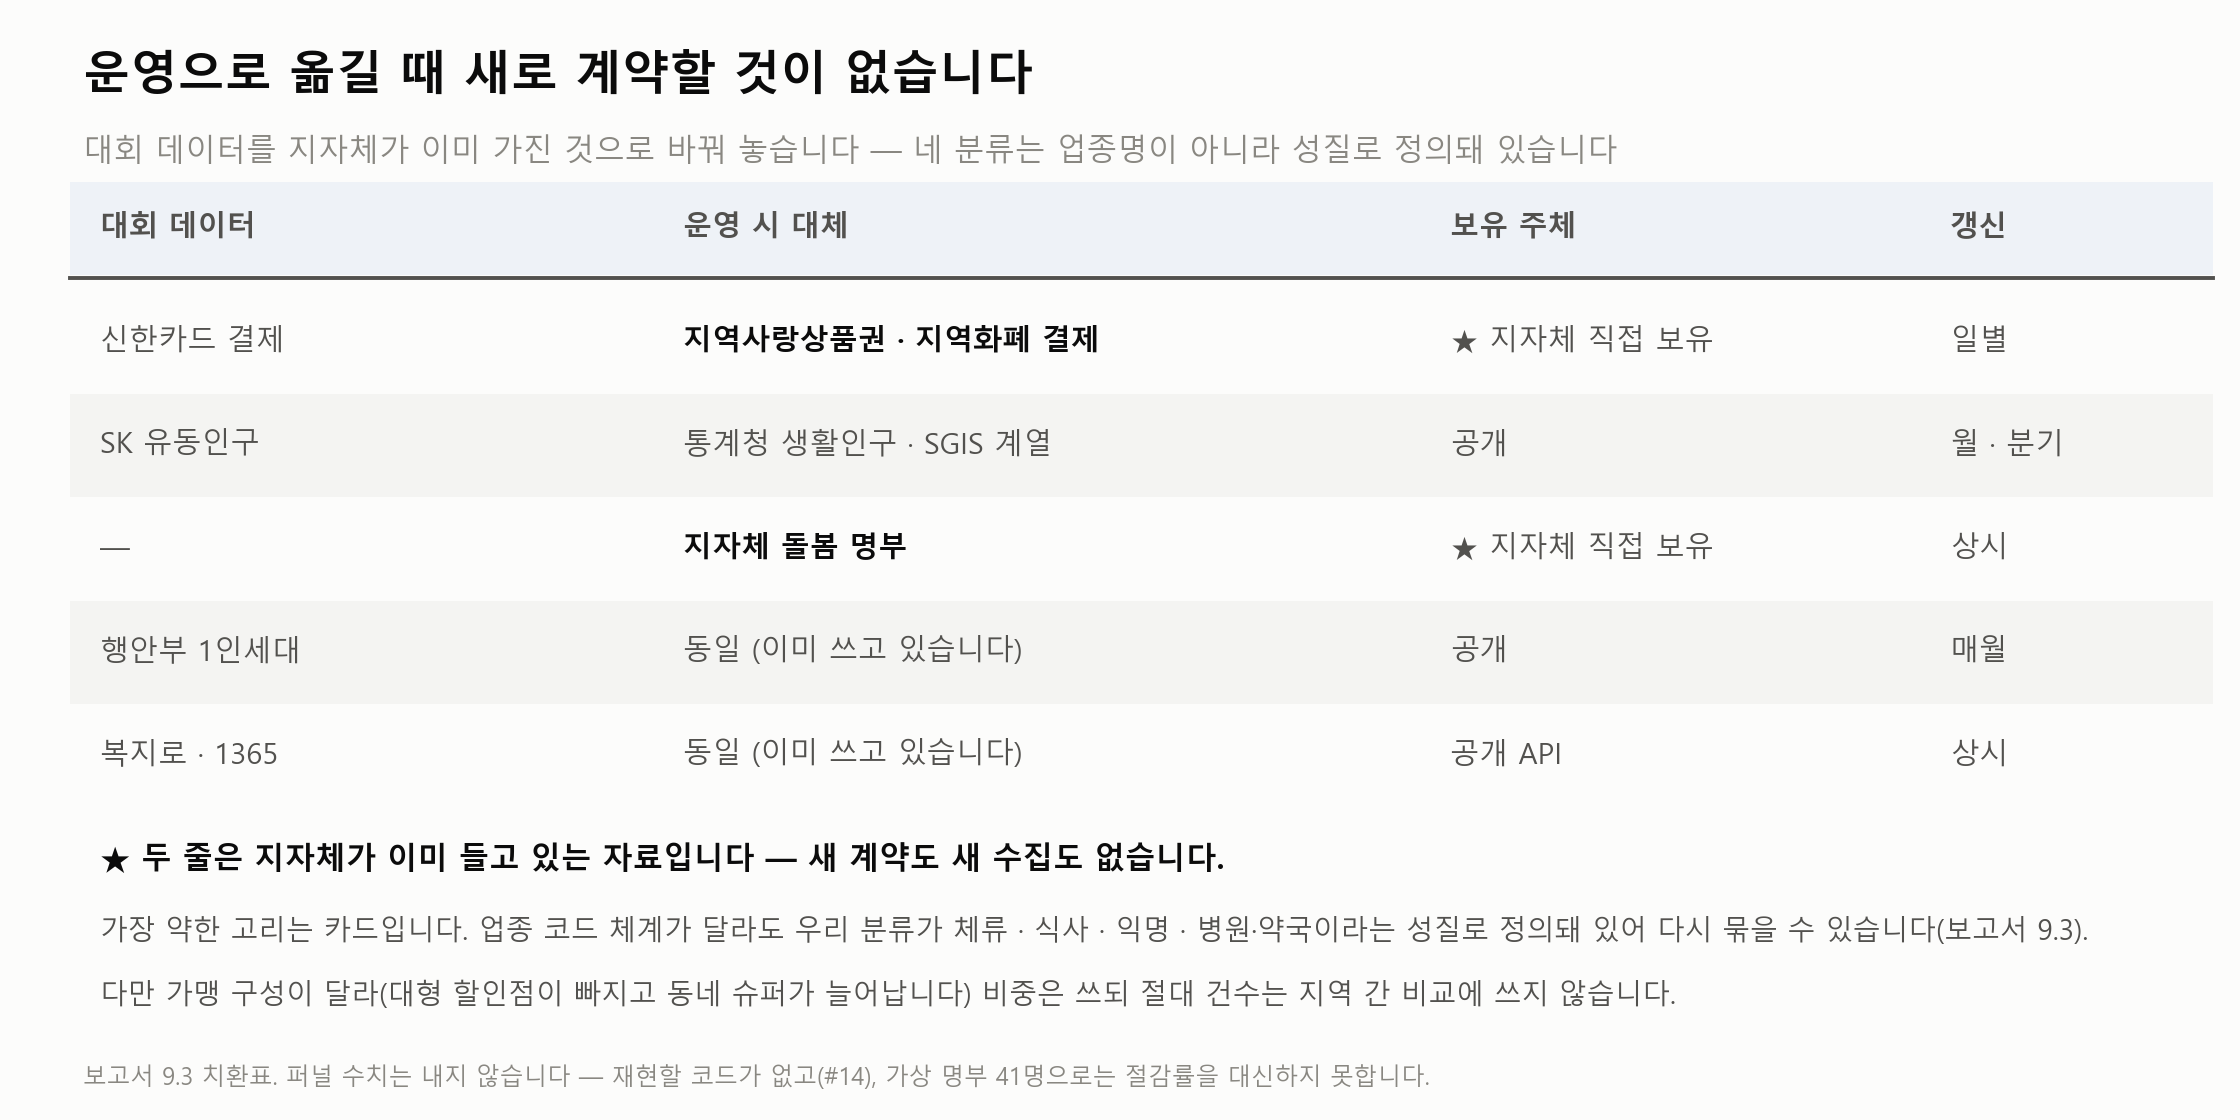 운영으로 옮길 때 새로 계약할 것이 없습니다
대회 데이터를 지자체가 이미 가진 것으로 바꿔 놓습니다 — 네 분류는 업종명이 아니라 성질로 정의돼 있습니다
대회 데이터 운영 시 대체 보유 주체 갱신
신한카드 결제 지역사랑상품권 · 지역화폐 결제 ★ 지자체 직접 보유 일별
SK 유동인구 통계청 생활인구 · SGIS 계열 공개 월 · 분기
— 지자체 돌봄 명부 ★ 지자체 직접 보유 상시
행안부 1인세대 동일 (이미 쓰고 있습니다) 공개 매월
복지로 · 1365 동일 (이미 쓰고 있습니다) 공개 API 상시
★ 두 줄은 지자체가 이미 들고 있는 자료입니다 — 새 계약도 새 수집도 없습니다.
가장 약한 고리는 카드입니다. 업종 코드 체계가 달라도 우리 분류가 체류 · 식사 · 익명 · 병원·약국이라는 성질로 정의돼 있어 다시 묶을 수 있습니다(보고서 9.3).
다만 가맹 구성이 달라(대형 할인점이 빠지고 동네 슈퍼가 늘어납니다) 비중은 쓰되 절대 건수는 지역 간 비교에 쓰지 않습니다.
보고서 9.3 치환표. 퍼널 수치는 내지 않습니다 — 재현할 코드가 없고(#14), 가상 명부 41명으로는 절감률을 대신하지 못합니다.